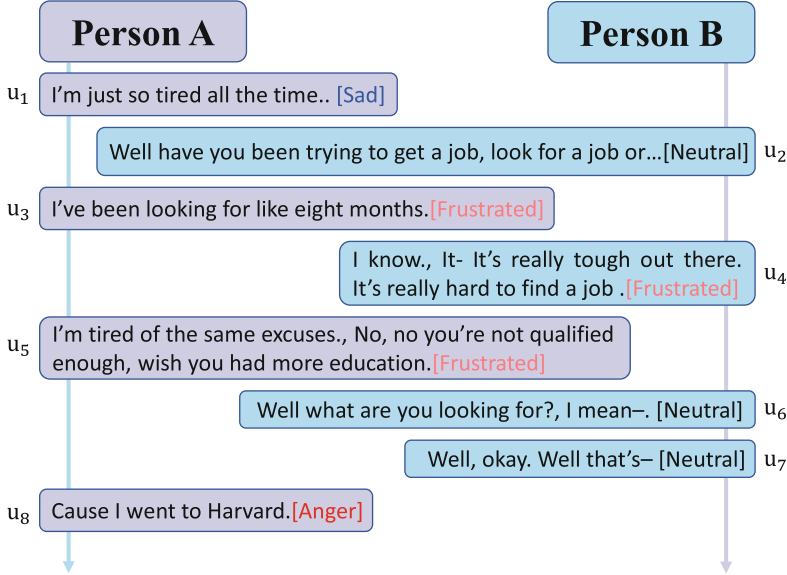 Person A
Person B
u1
I'm just so tired all the time.. [Sad]
Well have you been trying to get a job, look for a job or…[Neutral]
u2
u3
I've been looking for like eight months.[Frustrated]
I know., It- It's really tough out there.
It's really hard to find a job .[Frustrated]
u4
u5
I'm tired of the same excuses., No, no you're not qualified
enough, wish you had more education.[Frustrated]
Well what are you looking for?, I mean–. [Neutral]
u6
Well, okay. Well that's– [Neutral]
u7
u8
Cause I went to Harvard.[Anger]